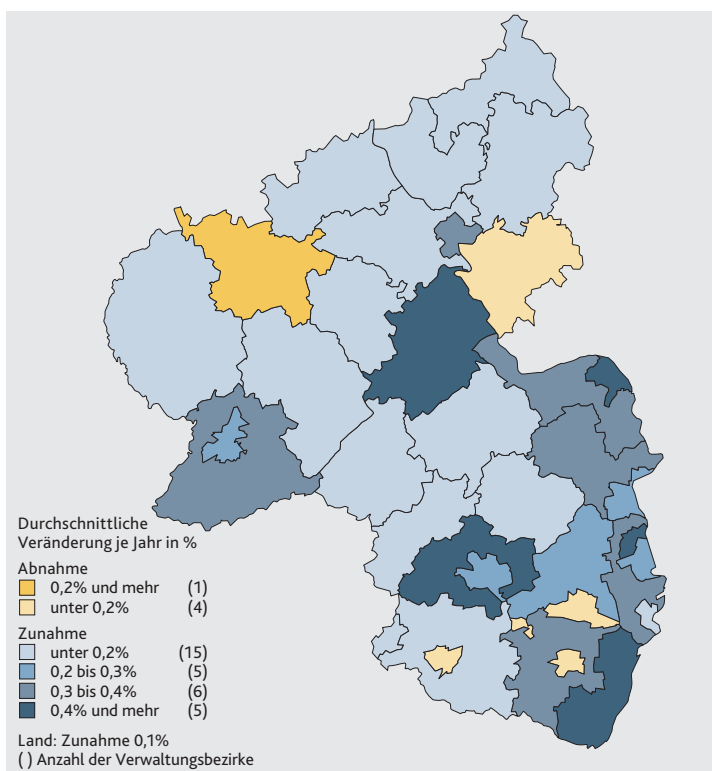 Durchschnittliche
Veränderung je Jahr in %
Abnahme
0,2% und mehr (1)
unter 0,2% (4)
Zunahme
unter 0,2% (15)
0,2 bis 0,3% (5)
0,3 bis 0,4% (6)
0,4% und mehr (5)
Land: Zunahme 0,1%
( ) Anzahl der Verwaltungsbezirke